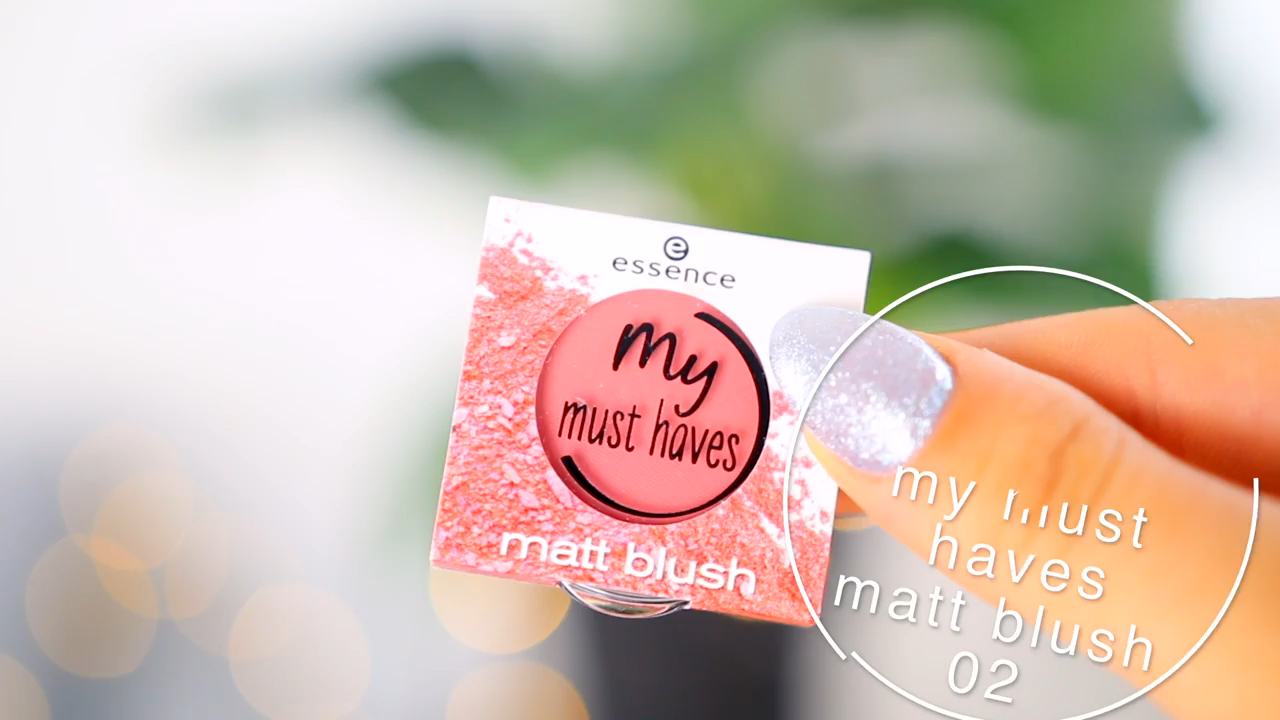 e
essence
my
must haves
matt blush
my must
haves
matt blush
02